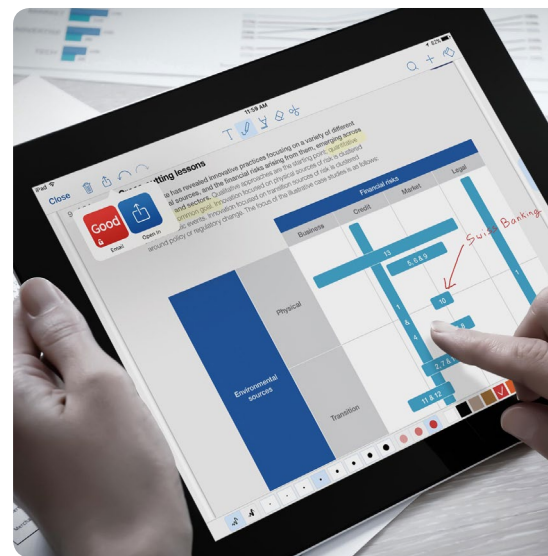 iPad
11:59 AM
62%
Close
T
Good
Email
Open in
cutting lessons
has revealed innovative practices focusing on a variety of different
sources, and the financial risks arising from them, emerging across
and sectors. Qualitative approaches are the starting point; quantitative
common goal. Innovation focused on physical sources of risk is clustered
events. Innovation focused on transition sources of risk is clustered
around policy or regulatory change. The focus of the illustrative case studies is as follows:
Financial risks
Business
Credit
Market
Legal
Environmental
sources
Physical
Transition
13
5, 6 & 9
10
1
&
4
8
2, 7 &
11 & 12
1
Swiss Banking